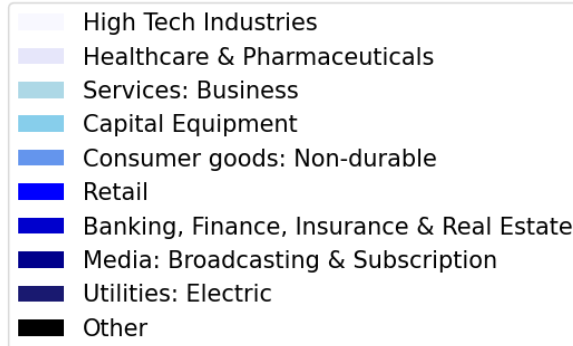 High Tech Industries
Healthcare & Pharmaceuticals
Services: Business
Capital Equipment
Consumer goods: Non-durable
Retail
Banking, Finance, Insurance & Real Estate
Media: Broadcasting & Subscription
Utilities: Electric
Other